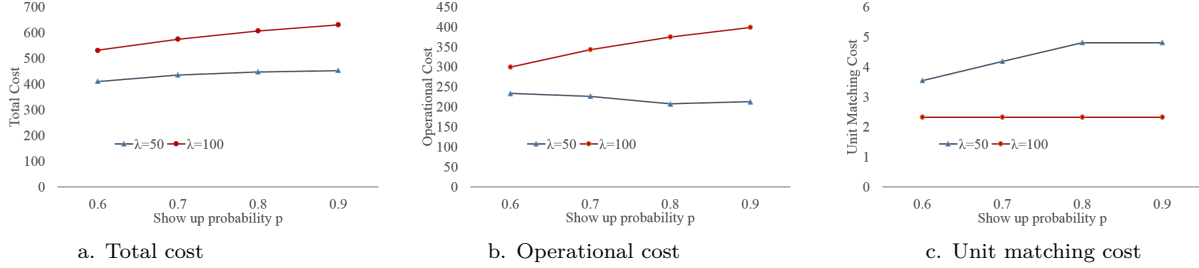 Total Cost
700
600
500
400
300
200
100
0
λ=50 λ=100
0.6 0.7 0.8 0.9
Show up probability p
a. Total cost
Operational Cost
450
400
350
300
250
200
150
100
50
0
λ=50 λ=100
0.6 0.7 0.8 0.9
Show up probability p
b. Operational cost
Unit Matching Cost
6
5
4
3
2
1
0
λ=50 λ=100
0.6 0.7 0.8 0.9
Show up probability p
c. Unit matching cost